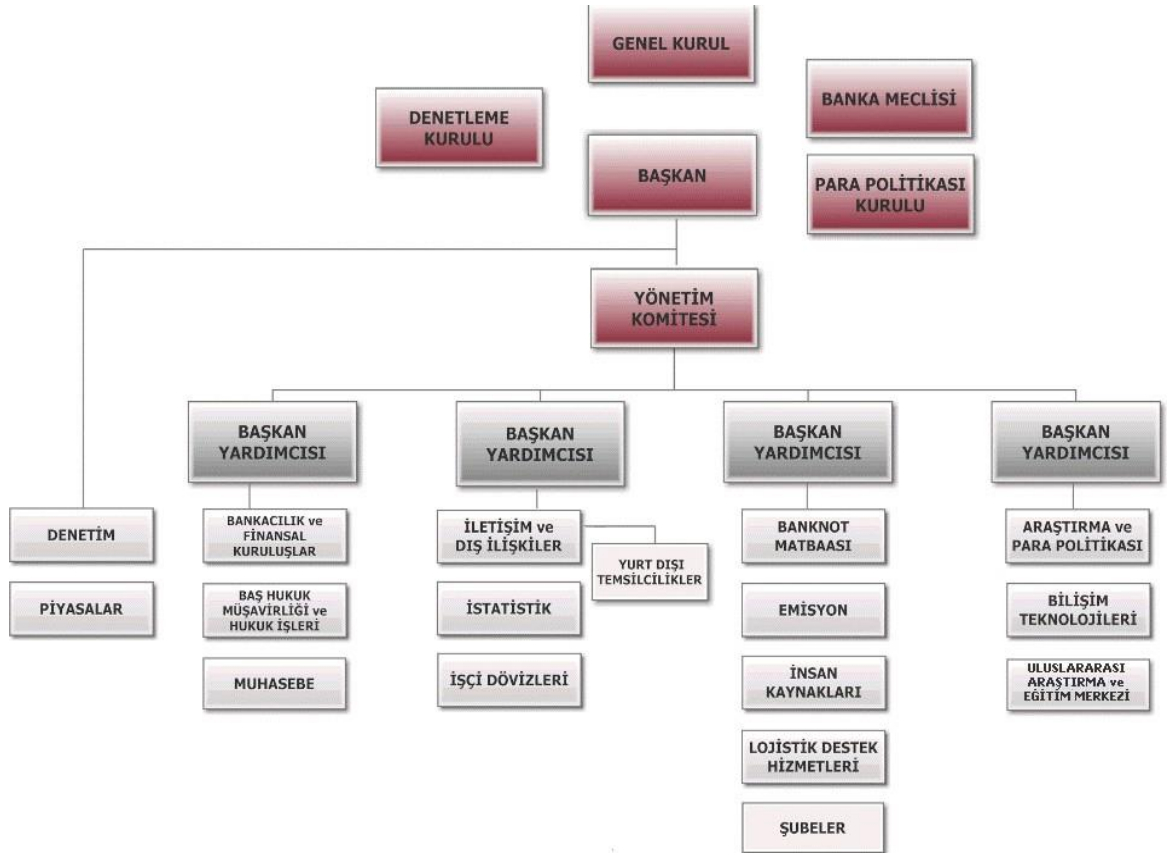 GENEL KURUL
DENETLEME
KURULU
BANKA MECLİSİ
BAŞKAN
PARA POLİTİKASI
KURULU
YÖNETİM
KOMİTESİ
BAŞKAN
YARDIMCISI
BAŞKAN
YARDIMCISI
BAŞKAN
YARDIMCISI
BAŞKAN
YARDIMCISI
DENETİM
PİYASALAR
BANKACILIK ve
FİNANSAL
KURULUŞLAR
BAŞ HUKUK
MÜŞAVİRLİĞİ ve
HUKUK İŞLERİ
MUHASEBE
İLETİŞİM ve
DIŞ İLİŞKİLER
YURT DIŞI
TEMSİLCİLİKLER
İSTATİSTİK
İŞÇİ DÖVİZLERİ
BANKNOT
MATBAASI
EMİSYON
İNSAN
KAYNAKLARI
LOJİSTİK DESTEK
HİZMETLERİ
ŞUBELER
ARAŞTIRMA ve
PARA POLİTİKASI
BİLİŞİM
TEKNOLOJİLERİ
ULUSLARARASI
ARAŞTIRMA ve
EĞİTİM MERKEZİ